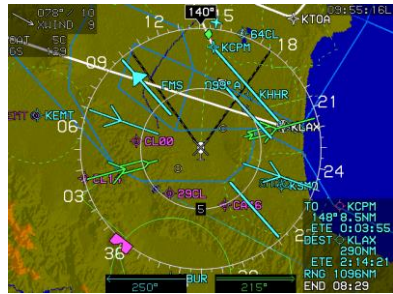 078° 10
XWIND 9
OAT 5C
GS 129
140°
15
64CL
KTOA
09:55:16L
KCPM
18
09
FMS
099°A
KHHR
21
KEMT
06
KLAX
CL00
24
KSMO
03
29CL
CA66
5
36
TO KCPM
148° 8.5NM
ETE 0:03:55
DEST KLAX
290NM
ETE 2:14:21
RNG 1096NM
END 08:29
BUR
250°
215°